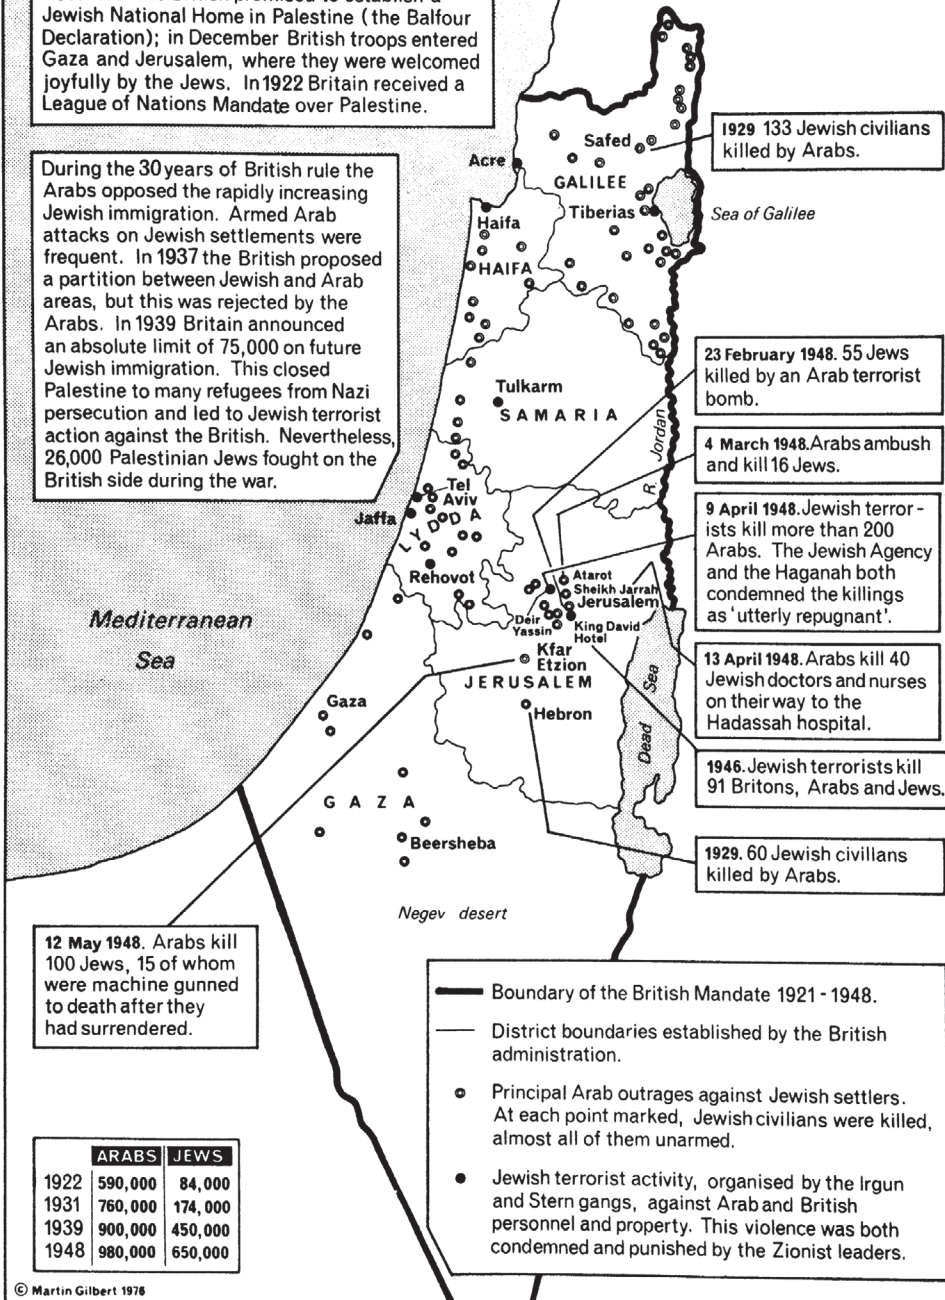 Jewish National Home in Palestine (the Balfour
Declaration); in December British troops entered
Gaza and Jerusalem, where they were welcomed
joyfully by the Jews. In 1922 Britain received a
League of Nations Mandate over Palestine.
During the 30 years of British rule the
Arabs opposed the rapidly increasing
Jewish immigration. Armed Arab
attacks on Jewish settlements were
frequent. In 1937 the British proposed
a partition between Jewish and Arab
areas, but this was rejected by the
Arabs. In 1939 Britain announced
an absolute limit of 75,000 on future
Jewish immigration. This closed
Palestine to many refugees from Nazi
persecution and led to Jewish terrorist
action against the British. Nevertheless,
26,000 Palestinian Jews fought on the
British side during the war.
1929 133 Jewish civilians
killed by Arabs.
Safed
Acre
GALILEE
Tiberias
Sea of Galilee
Haifa
HAIFA
23 February 1948. 55 Jews
killed by an Arab terrorist
bomb.
Tulkarm
SAMARIA
R. Jordan
4 March 1948. Arabs ambush
and kill 16 Jews.
Tel
Aviv
Jaffa
LYDDA
9 April 1948. Jewish terror-
ists kill more than 200
Arabs. The Jewish Agency
and the Haganah both
condemned the killings
as 'utterly repugnant'.
Rehovot
Atarot
Sheikh Jarrah
Jerusalem
Deir
Yassin
King David
Hotel
Mediterranean
Sea
Kfar
Etzion
JERUSALEM
Dead Sea
13 April 1948. Arabs kill 40
Jewish doctors and nurses
on their way to the
Hadassah hospital.
Gaza
Hebron
1946. Jewish terrorists kill
91 Britons, Arabs and Jews.
GAZA
Beersheba
1929. 60 Jewish civilians
killed by Arabs.
Negev desert
12 May 1948. Arabs kill
100 Jews, 15 of whom
were machine gunned
to death after they
had surrendered.
Boundary of the British Mandate 1921-1948.
District boundaries established by the British
administration.
Principal Arab outrages against Jewish settlers.
At each point marked, Jewish civilians were killed,
almost all of them unarmed.
Jewish terrorist activity, organised by the Irgun
and Stern gangs, against Arab and British
personnel and property. This violence was both
condemned and punished by the Zionist leaders.
ARABS JEWS
1922 590,000 84,000
1931 760,000 174,000
1939 900,000 450,000
1948 980,000 650,000
© Martin Gilbert 1976